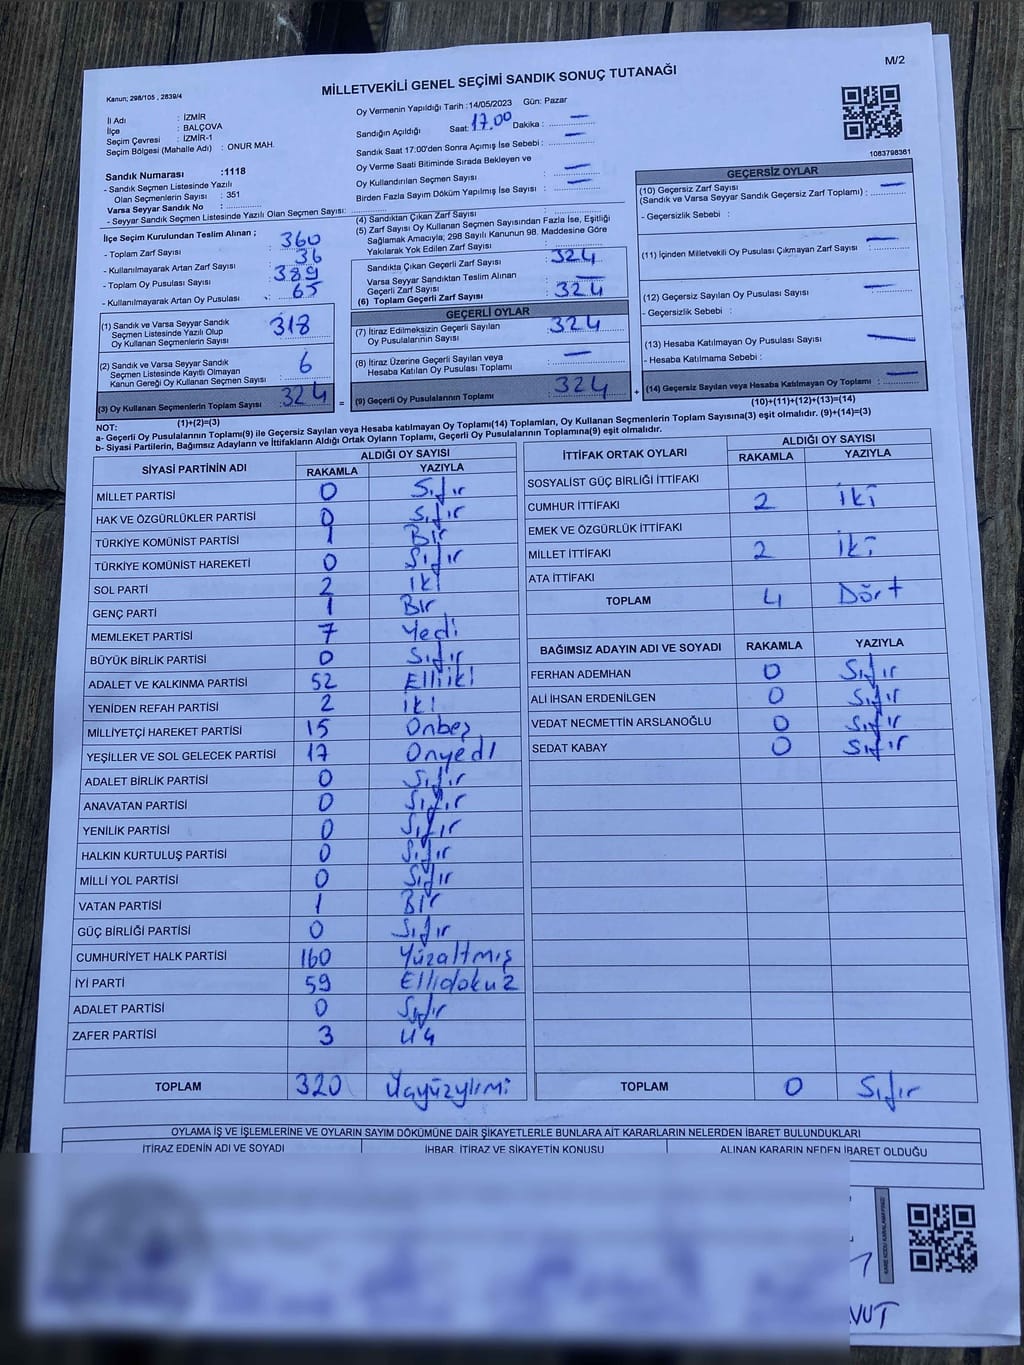 M/2
MİLLETVEKİLİ GENEL SEÇİMİ SANDIK SONUÇ TUTANAĞI
Kanun; 298/105 , 2839/4
İl Adı : İZMİR
İlçe : BALÇOVA
Seçim Çevresi : İZMİR-1
Seçim Bölgesi (Mahalle Adı) : ONUR MAH.
Sandık Numarası :1118
- Sandık Seçmen Listesinde Yazılı
Olan Seçmenlerin Sayısı : 351
Varsa Seyyar Sandık No :
- Seyyar Sandık Seçmen Listesinde Yazılı Olan Seçmen Sayısı:
Oy Vermenin Yapıldığı Tarih :14/05/2023 Gün: Pazar
Sandığın Açıldığı Saat: 17.00 Dakika : —
Sandık Saat 17:00'den Sonra Açımış İse Sebebi : —
Oy Verme Saati Bitiminde Sırada Bekleyen ve
Oy Kullandırılan Seçmen Sayısı —
Birden Fazla Sayım Döküm Yapılmış İse Sayısı : —
1083798361
İlçe Seçim Kurulundan Teslim Alınan ;
- Toplam Zarf Sayısı : 360
- Kullanılmayarak Artan Zarf Sayısı : 36
- Toplam Oy Pusulası Sayısı : 389
- Kullanılmayarak Artan Oy Pusulası : 65
(1) Sandık ve Varsa Seyyar Sandık
Seçmen Listesinde Yazılı Olup
Oy Kullanan Seçmenlerin Sayısı 318
(2) Sandık ve Varsa Seyyar Sandık
Seçmen Listesinde Kayıtlı Olmayan
Kanun Gereği Oy Kullanan Seçmen Sayısı 6
(3) Oy Kullanan Seçmenlerin Toplam Sayısı : 324
(1)+(2)=(3)
(4) Sandıktan Çıkan Zarf Sayısı :
(5) Zarf Sayısı Oy Kullanan Seçmen Sayısından Fazla İse, Eşitliği
Sağlamak Amacıyla; 298 Sayılı Kanunun 98. Maddesine Göre
Yakılarak Yok Edilen Zarf Sayısı :
Sandıkta Çıkan Geçerli Zarf Sayısı : 324
Varsa Seyyar Sandıktan Teslim Alınan
Geçerli Zarf Sayısı : —
(6) Toplam Geçerli Zarf Sayısı : 324
GEÇERLİ OYLAR
(7) İtiraz Edilmeksizin Geçerli Sayılan
Oy Pusulalarının Sayısı : 324
(8) İtiraz Üzerine Geçerli Sayılan veya
Hesaba Katılan Oy Pusulası Toplamı : —
(9) Geçerli Oy Pusulalarının Toplamı : 324
GEÇERSİZ OYLAR
(10) Geçersiz Zarf Sayısı
(Sandık ve Varsa Seyyar Sandık Geçersiz Zarf Toplamı) : —
- Geçersizlik Sebebi :
(11) İçinden Milletvekili Oy Pusulası Çıkmayan Zarf Sayısı : —
(12) Geçersiz Sayılan Oy Pusulası Sayısı : —
- Geçersizlik Sebebi :
(13) Hesaba Katılmayan Oy Pusulası Sayısı : —
- Hesaba Katılmama Sebebi :
(14) Geçersiz Sayılan veya Hesaba Katılmayan Oy Toplamı : —
(10)+(11)+(12)+(13)=(14)
NOT:
a- Geçerli Oy Pusulalarının Toplamı(9) ile Geçersiz Sayılan veya Hesaba katılmayan Oy Toplamı(14) Toplamları, Oy Kullanan Seçmenlerin Toplam Sayısına(3) eşit olmalıdır. (9)+(14)=(3)
b- Siyasi Partilerin, Bağımsız Adayların ve İttifakların Aldığı Ortak Oyların Toplamı, Geçerli Oy Pusulalarının Toplamına(9) eşit olmalıdır.
SİYASİ PARTİNİN ADI ALDIĞI OY SAYISI
RAKAMLA YAZIYLA
MİLLET PARTİSİ 0 Sıfır
HAK VE ÖZGÜRLÜKLER PARTİSİ 0 Sıfır
TÜRKİYE KOMÜNİST PARTİSİ 1 Bir
TÜRKİYE KOMÜNİST HAREKETİ 0 Sıfır
SOL PARTİ 2 iki
GENÇ PARTİ 1 Bir
MEMLEKET PARTİSİ 7 Yedi
BÜYÜK BİRLİK PARTİSİ 0 Sıfır
ADALET VE KALKINMA PARTİSİ 52 Elliiki
YENİDEN REFAH PARTİSİ 2 iki
MİLLİYETÇİ HAREKET PARTİSİ 15 Onbeş
YEŞİLLER VE SOL GELECEK PARTİSİ 17 Onyedi
ADALET BİRLİK PARTİSİ 0 Sıfır
ANAVATAN PARTİSİ 0 Sıfır
YENİLİK PARTİSİ 0 Sıfır
HALKIN KURTULUŞ PARTİSİ 0 Sıfır
MİLLİ YOL PARTİSİ 0 Sıfır
VATAN PARTİSİ 1 Bir
GÜÇ BİRLİĞİ PARTİSİ 0 Sıfır
CUMHURİYET HALK PARTİSİ 160 Yüzaltmış
İYİ PARTİ 59 Ellidokuz
ADALET PARTİSİ 0 Sıfır
ZAFER PARTİSİ 3 Üç
TOPLAM 320 Üçyüzyirmi
İTTİFAK ORTAK OYLARI ALDIĞI OY SAYISI
RAKAMLA YAZIYLA
SOSYALİST GÜÇ BİRLİĞİ İTTİFAKI
CUMHUR İTTİFAKI 2 iki
EMEK VE ÖZGÜRLÜK İTTİFAKI
MİLLET İTTİFAKI 2 iki
ATA İTTİFAKI
TOPLAM 4 Dört
BAĞIMSIZ ADAYIN ADI VE SOYADI RAKAMLA YAZIYLA
FERHAN ADEMHAN 0 Sıfır
ALİ İHSAN ERDENİLGEN 0 Sıfır
VEDAT NECMETTİN ARSLANOĞLU 0 Sıfır
SEDAT KABAY 0 Sıfır
TOPLAM 0 Sıfır
OYLAMA İŞ VE İŞLEMLERİNE VE OYLARIN SAYIM DÖKÜMÜNE DAİR ŞİKAYETLERLE BUNLARA AİT KARARLARIN NELERDEN İBARET BULUNDUKLARI
İTİRAZ EDENİN ADI VE SOYADI İHBAR, İTİRAZ VE ŞİKAYETİN KONUSU ALINAN KARARIN NEDEN İBARET OLDUĞU